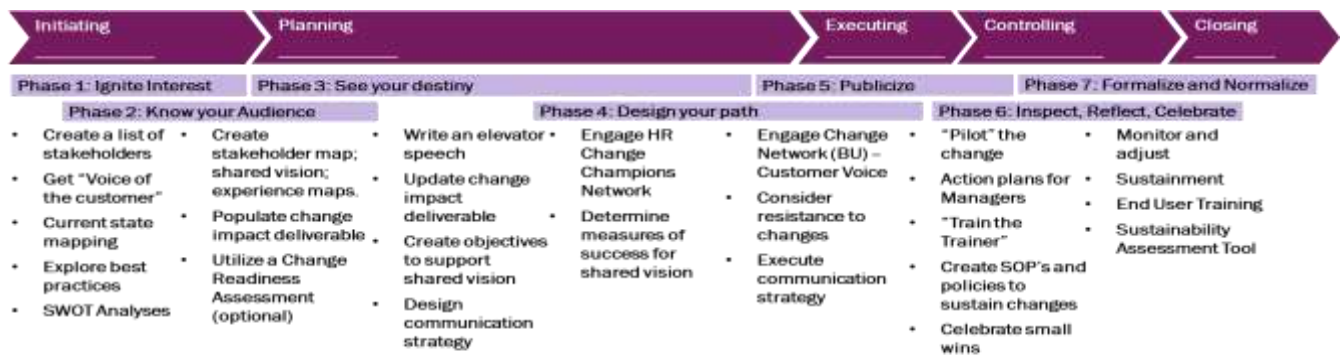 Initiating
Planning
Executing
Controlling
Closing
Phase 1: Ignite Interest
Phase 3: See your destiny
Phase 5: Publicize
Phase 7: Formalize and Normalize
Phase 2: Know your Audience
Phase 4: Design your path
Phase 6: Inspect, Reflect, Celebrate
• Create a list of
stakeholders
• Get "Voice of
the customer"
• Current state
mapping
• Explore best
practices
• SWOT Analyses
• Create
stakeholder map;
shared vision;
experience maps.
• Populate change
impact deliverable
• Utilize a Change
Readiness
Assessment
(optional)
• Write an elevator
speech
• Update change
impact
deliverable
• Create objectives
to support
shared vision
• Design
communication
strategy
• Engage HR
Change
Champions
Network
• Determine
measures of
success for
shared vision
• Engage Change
Network (BU) –
Customer Voice
• Consider
resistance to
changes
• Execute
communication
strategy
• "Pilot" the
change
• Action plans for
Managers
• "Train the
Trainer"
• Create SOP's and
policies to
sustain changes
• Celebrate small
wins
• Monitor and
adjust
• Sustainment
• End User Training
• Sustainability
Assessment Tool